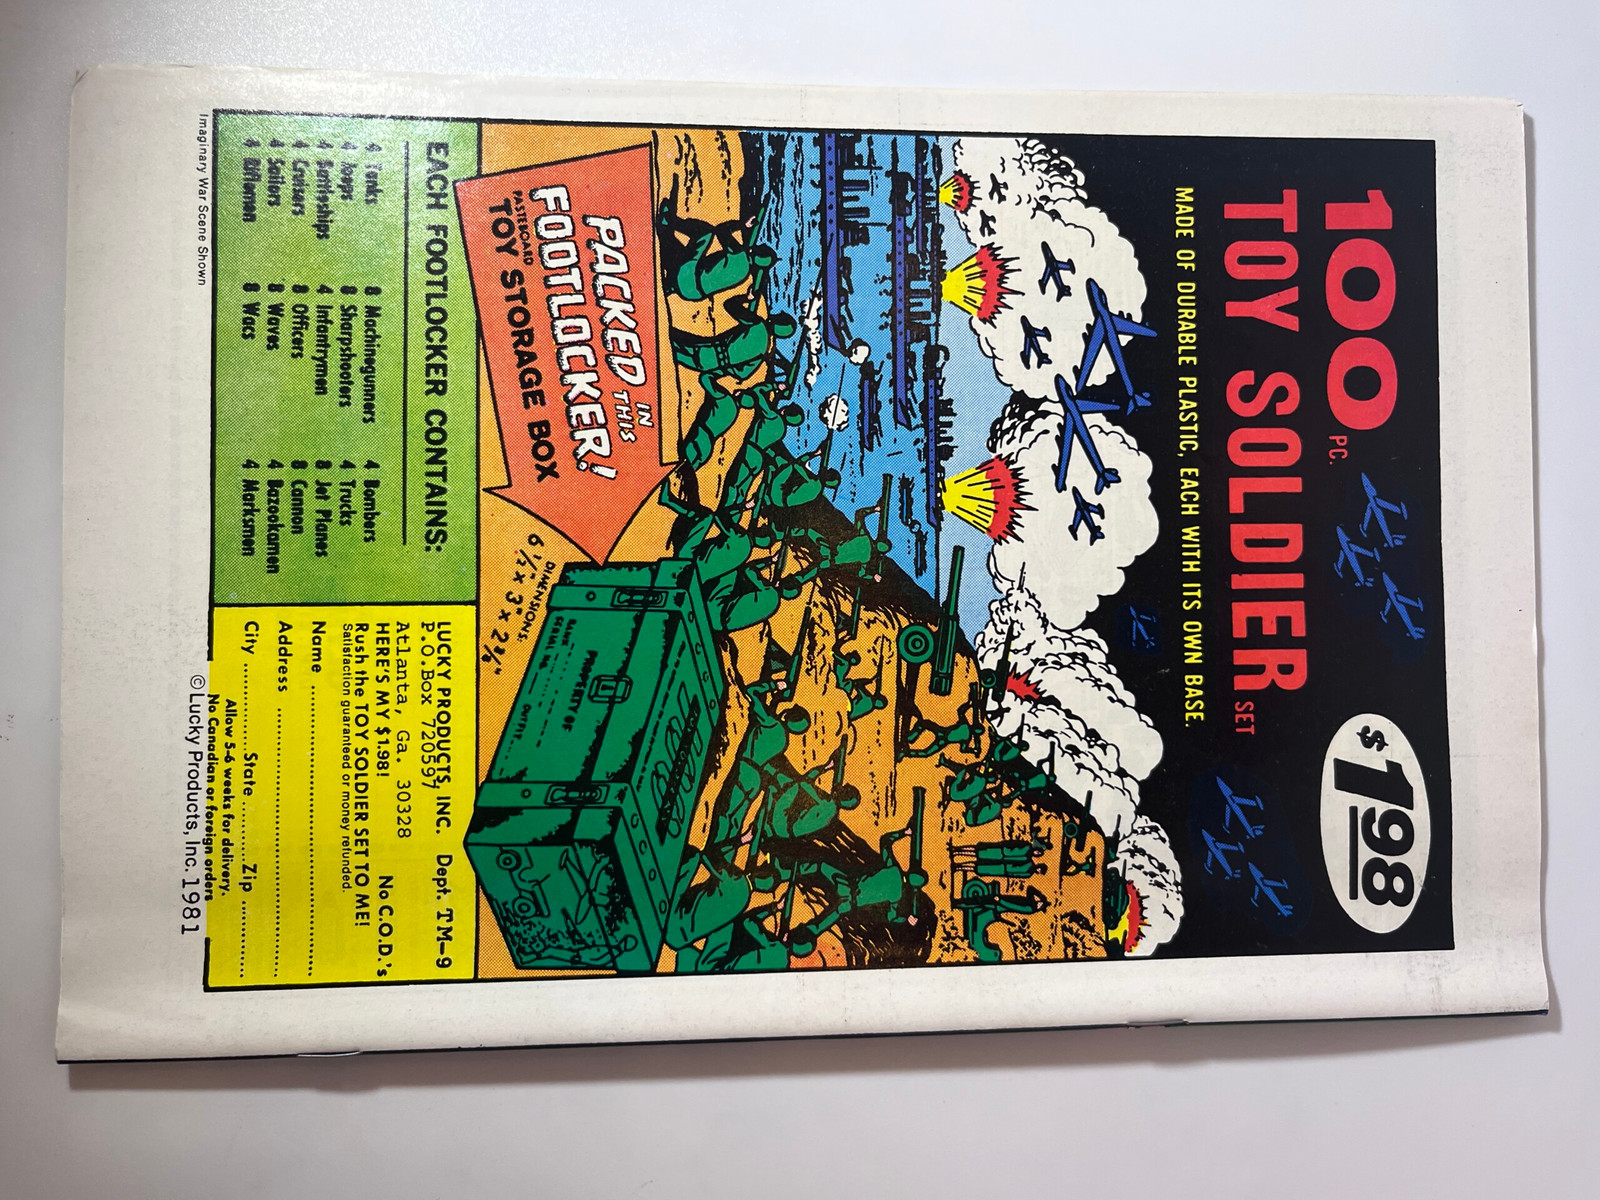 100 PC.
TOY SOLDIER SET
$1.98
MADE OF DURABLE PLASTIC, EACH WITH ITS OWN BASE.
PACKED IN THIS
FOOTLOCKER!
PASTEBOARD
TOY STORAGE BOX
DIMENSIONS:
PROPERTY OF
OUTFIT
EACH FOOTLOCKER CONTAINS:
4 Tanks
4 Jeeps
4 Battleships
4 Cruisers
4 Sailors
4 Riflemen
8 Machinegunners
8 Sharpshooters
4 Infantrymen
8 Officers
8 Waves
8 Wacs
4 Bombers
4 Trucks
8 Jet Planes
8 Cannon
4 Bazookamen
4 Marksmen
LUCKY PRODUCTS, INC. Dept. TM-9
P.O.Box 720597
Atlanta, Ga. 30328 No C.O.D.'s
HERE'S MY $1.98!
Rush the TOY SOLDIER SET TO ME!
Satisfaction guaranteed or money refunded.
Name
Address
City State Zip
Allow 5-6 weeks for delivery.
No Canadian or foreign orders
Imaginary War Scene Shown
© Lucky Products, Inc. 1981